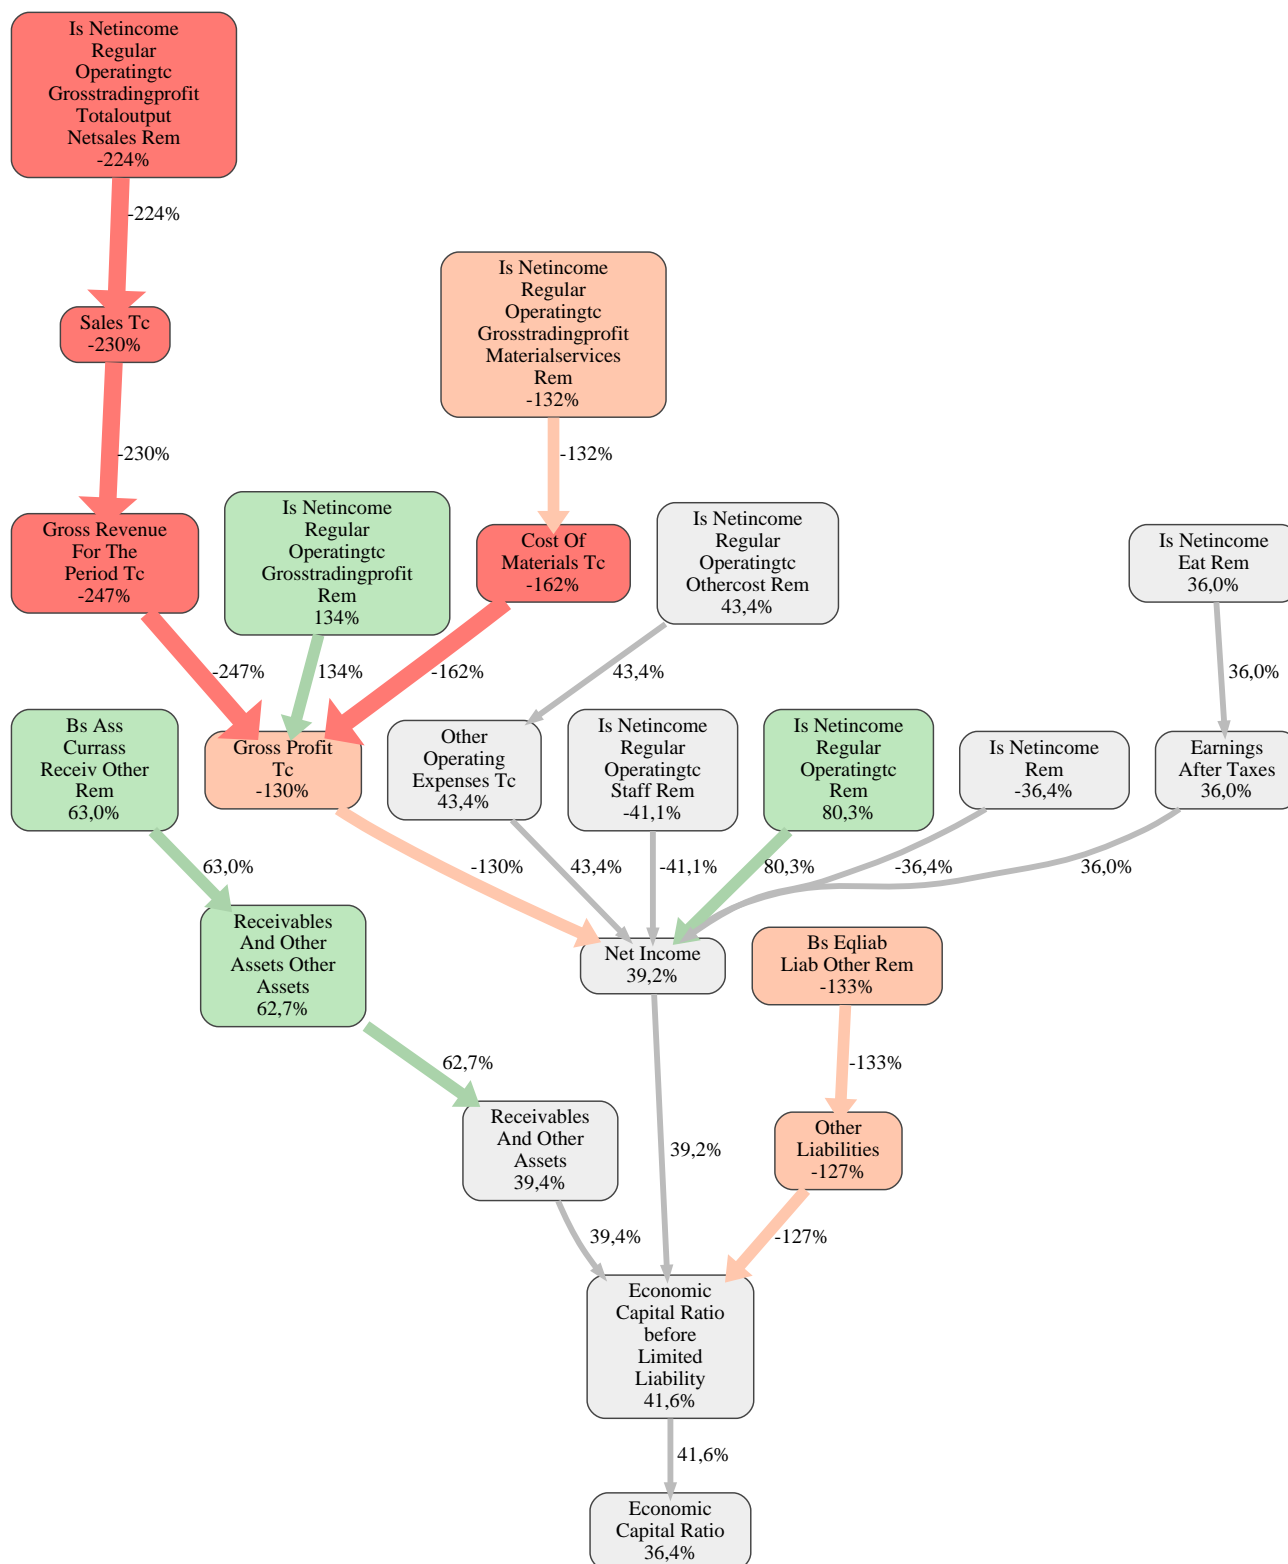 Is Netincome
Regular
Operatingtc
Grosstradingprofit
Totaloutput
Netsales Rem
-224%
-224%
Sales Tc
-230%
-230%
Is Netincome
Regular
Operatingtc
Grosstradingprofit
Materialservices
Rem
-132%
-132%
Gross Revenue
For The
Period Tc
-247%
Is Netincome
Regular
Operatingtc
Grosstradingprofit
Rem
134%
Cost Of
Materials Tc
-162%
Is Netincome
Regular
Operatingtc
Othercost Rem
43,4%
Is Netincome
Eat Rem
36,0%
-247%
134%
-162%
43,4%
36,0%
Bs Ass
Currass
Receiv Other
Rem
63,0%
Gross Profit
Tc
-130%
Other
Operating
Expenses Tc
43,4%
Is Netincome
Regular
Operatingtc
Staff Rem
-41,1%
Is Netincome
Regular
Operatingtc
Rem
80,3%
Is Netincome
Rem
-36,4%
Earnings
After Taxes
36,0%
63,0%
-130%
43,4%
-41,1%
80,3%
-36,4%
36,0%
Receivables
And Other
Assets Other
Assets
62,7%
Net Income
39,2%
Bs Eqliab
Liab Other Rem
-133%
62,7%
-133%
Receivables
And Other
Assets
39,4%
39,2%
Other
Liabilities
-127%
39,4%
-127%
Economic
Capital Ratio
before
Limited
Liability
41,6%
41,6%
Economic
Capital Ratio
36,4%